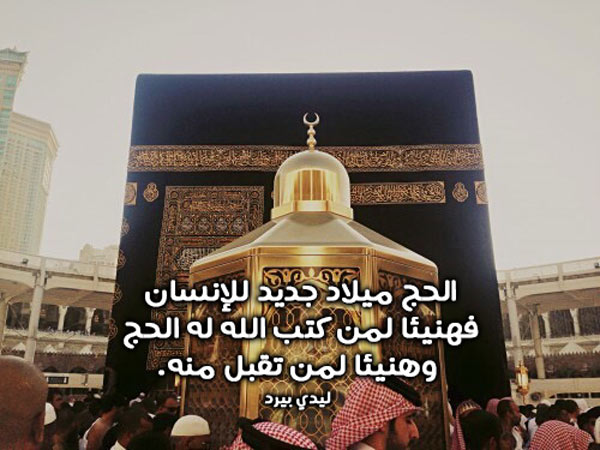 الحج ميلاد جديد للإنسان
فهنيئا لمن كتب الله له الحج
وهنيئا لمن تقبل منه.
ليدي بيرد